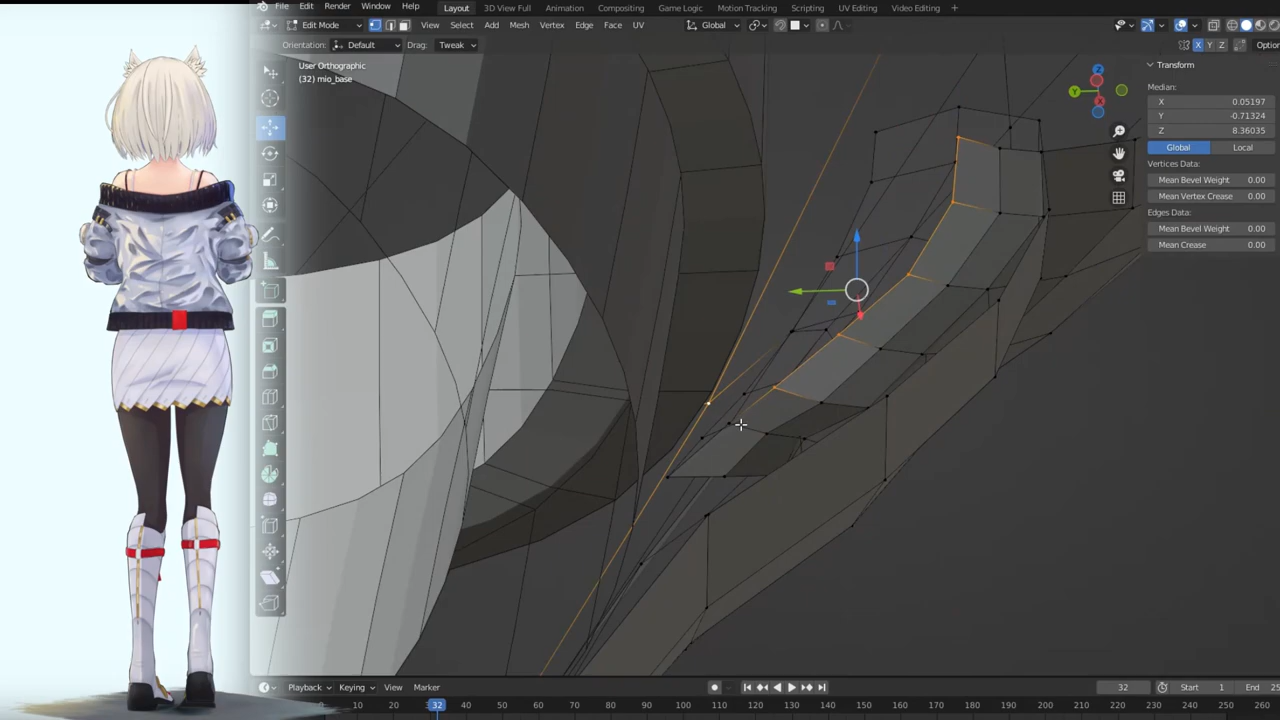 File Edit Render Window Help Layout 3D View Full Animation Compositing Game Logic Motion Tracking Scripting UV Editing Video Editing +
Edit Mode View Select Add Mesh Vertex Edge Face UV Global
Orientation: Default Drag: Tweak X Y Z Optior
User Orthographic
(32) mio_base
Z
Y
X
Transform
Median:
X 0.05197
Y -0.71324
Z 8.36035
Global Local
Vertices Data:
Mean Bevel Weight 0.00
Mean Vertex Crease 0.00
Edges Data:
Mean Bevel Weight 0.00
Mean Crease 0.00
Playback Keying View Marker 32 Start 1 End 25
0 32 40 50 60 70 80 90 100 110 120 130 140 150 160 170 180 190 200 210 220 230 240 250 260